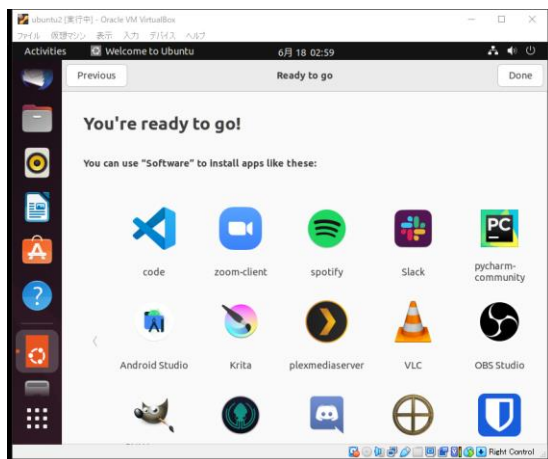 ubuntu2 [実行中] - Oracle VM VirtualBox
ファイル 仮想マシン 表示 入力 デバイス ヘルプ
Activities Welcome to Ubuntu 6月 18 02:59
Previous Ready to go Done
You're ready to go!
You can use "Software" to install apps like these:
PC
code zoom-client spotify Slack pycharm-community
Android Studio Krita plexmediaserver VLC OBS Studio
Right Control